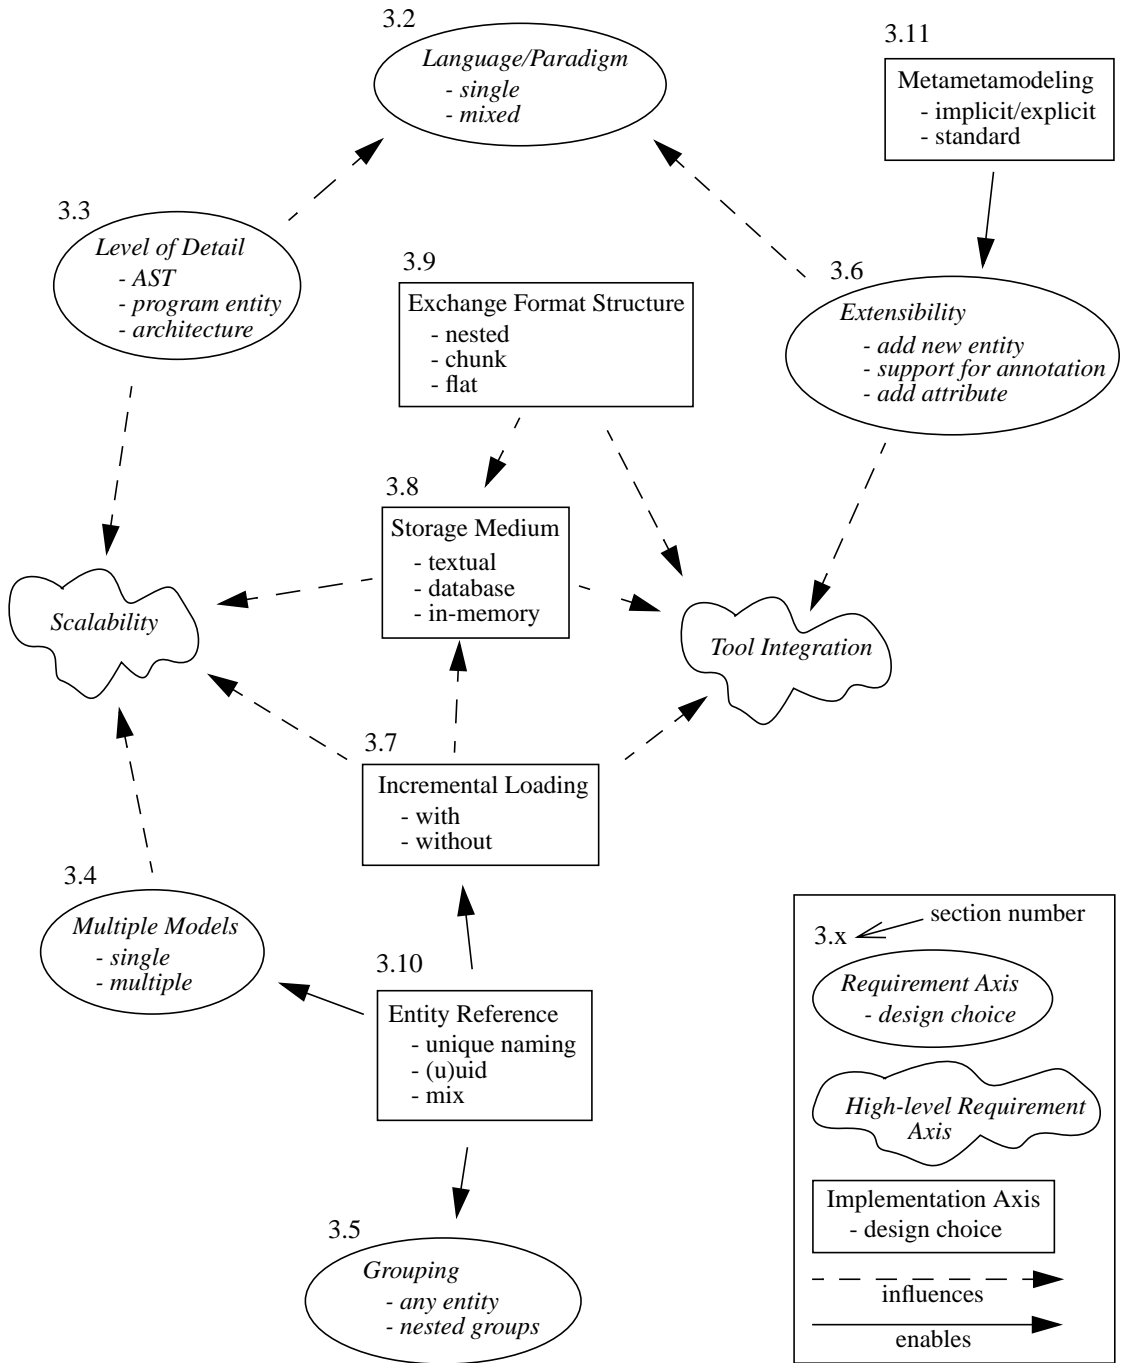 3.2
Language/Paradigm
- single
- mixed
3.11
Metametamodeling
- implicit/explicit
- standard
3.3
Level of Detail
- AST
- program entity
- architecture
3.9
Exchange Format Structure
- nested
- chunk
- flat
3.6
Extensibility
- add new entity
- support for annotation
- add attribute
3.8
Storage Medium
- textual
- database
- in-memory
Scalability
Tool Integration
3.7
Incremental Loading
- with
- without
3.4
Multiple Models
- single
- multiple
3.10
Entity Reference
- unique naming
- (u)uid
- mix
3.5
Grouping
- any entity
- nested groups
section number
3.x
Requirement Axis
- design choice
High-level Requirement
Axis
Implementation Axis
- design choice
influences
enables